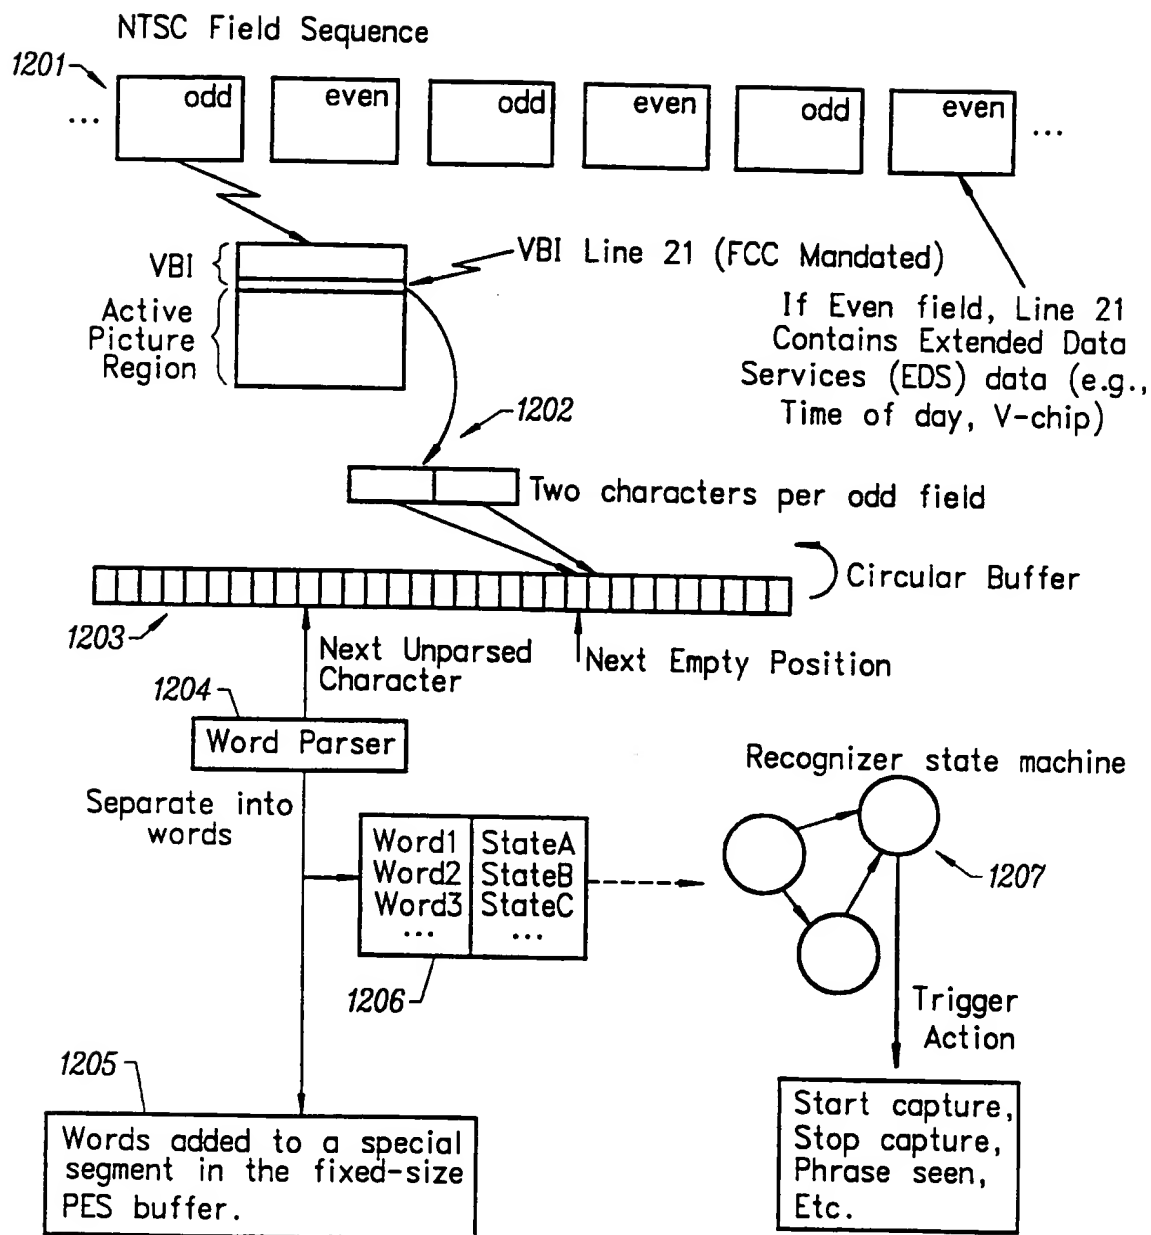 NTSC Field Sequence
1201
... odd even odd even odd even ...
VBI
VBI Line 21 (FCC Mandated)
Active
Picture
Region
If Even field, Line 21
Contains Extended Data
Services (EDS) data (e.g.,
Time of day, V-chip)
1202
Two characters per odd field
Circular Buffer
1203
Next Unparsed
Character
Next Empty Position
1204
Word Parser
Separate into
words
Word1 StateA
Word2 StateB
Word3 StateC
... ...
1206
Recognizer state machine
1207
Trigger
Action
1205
Words added to a special
segment in the fixed-size
PES buffer.
Start capture,
Stop capture,
Phrase seen,
Etc.